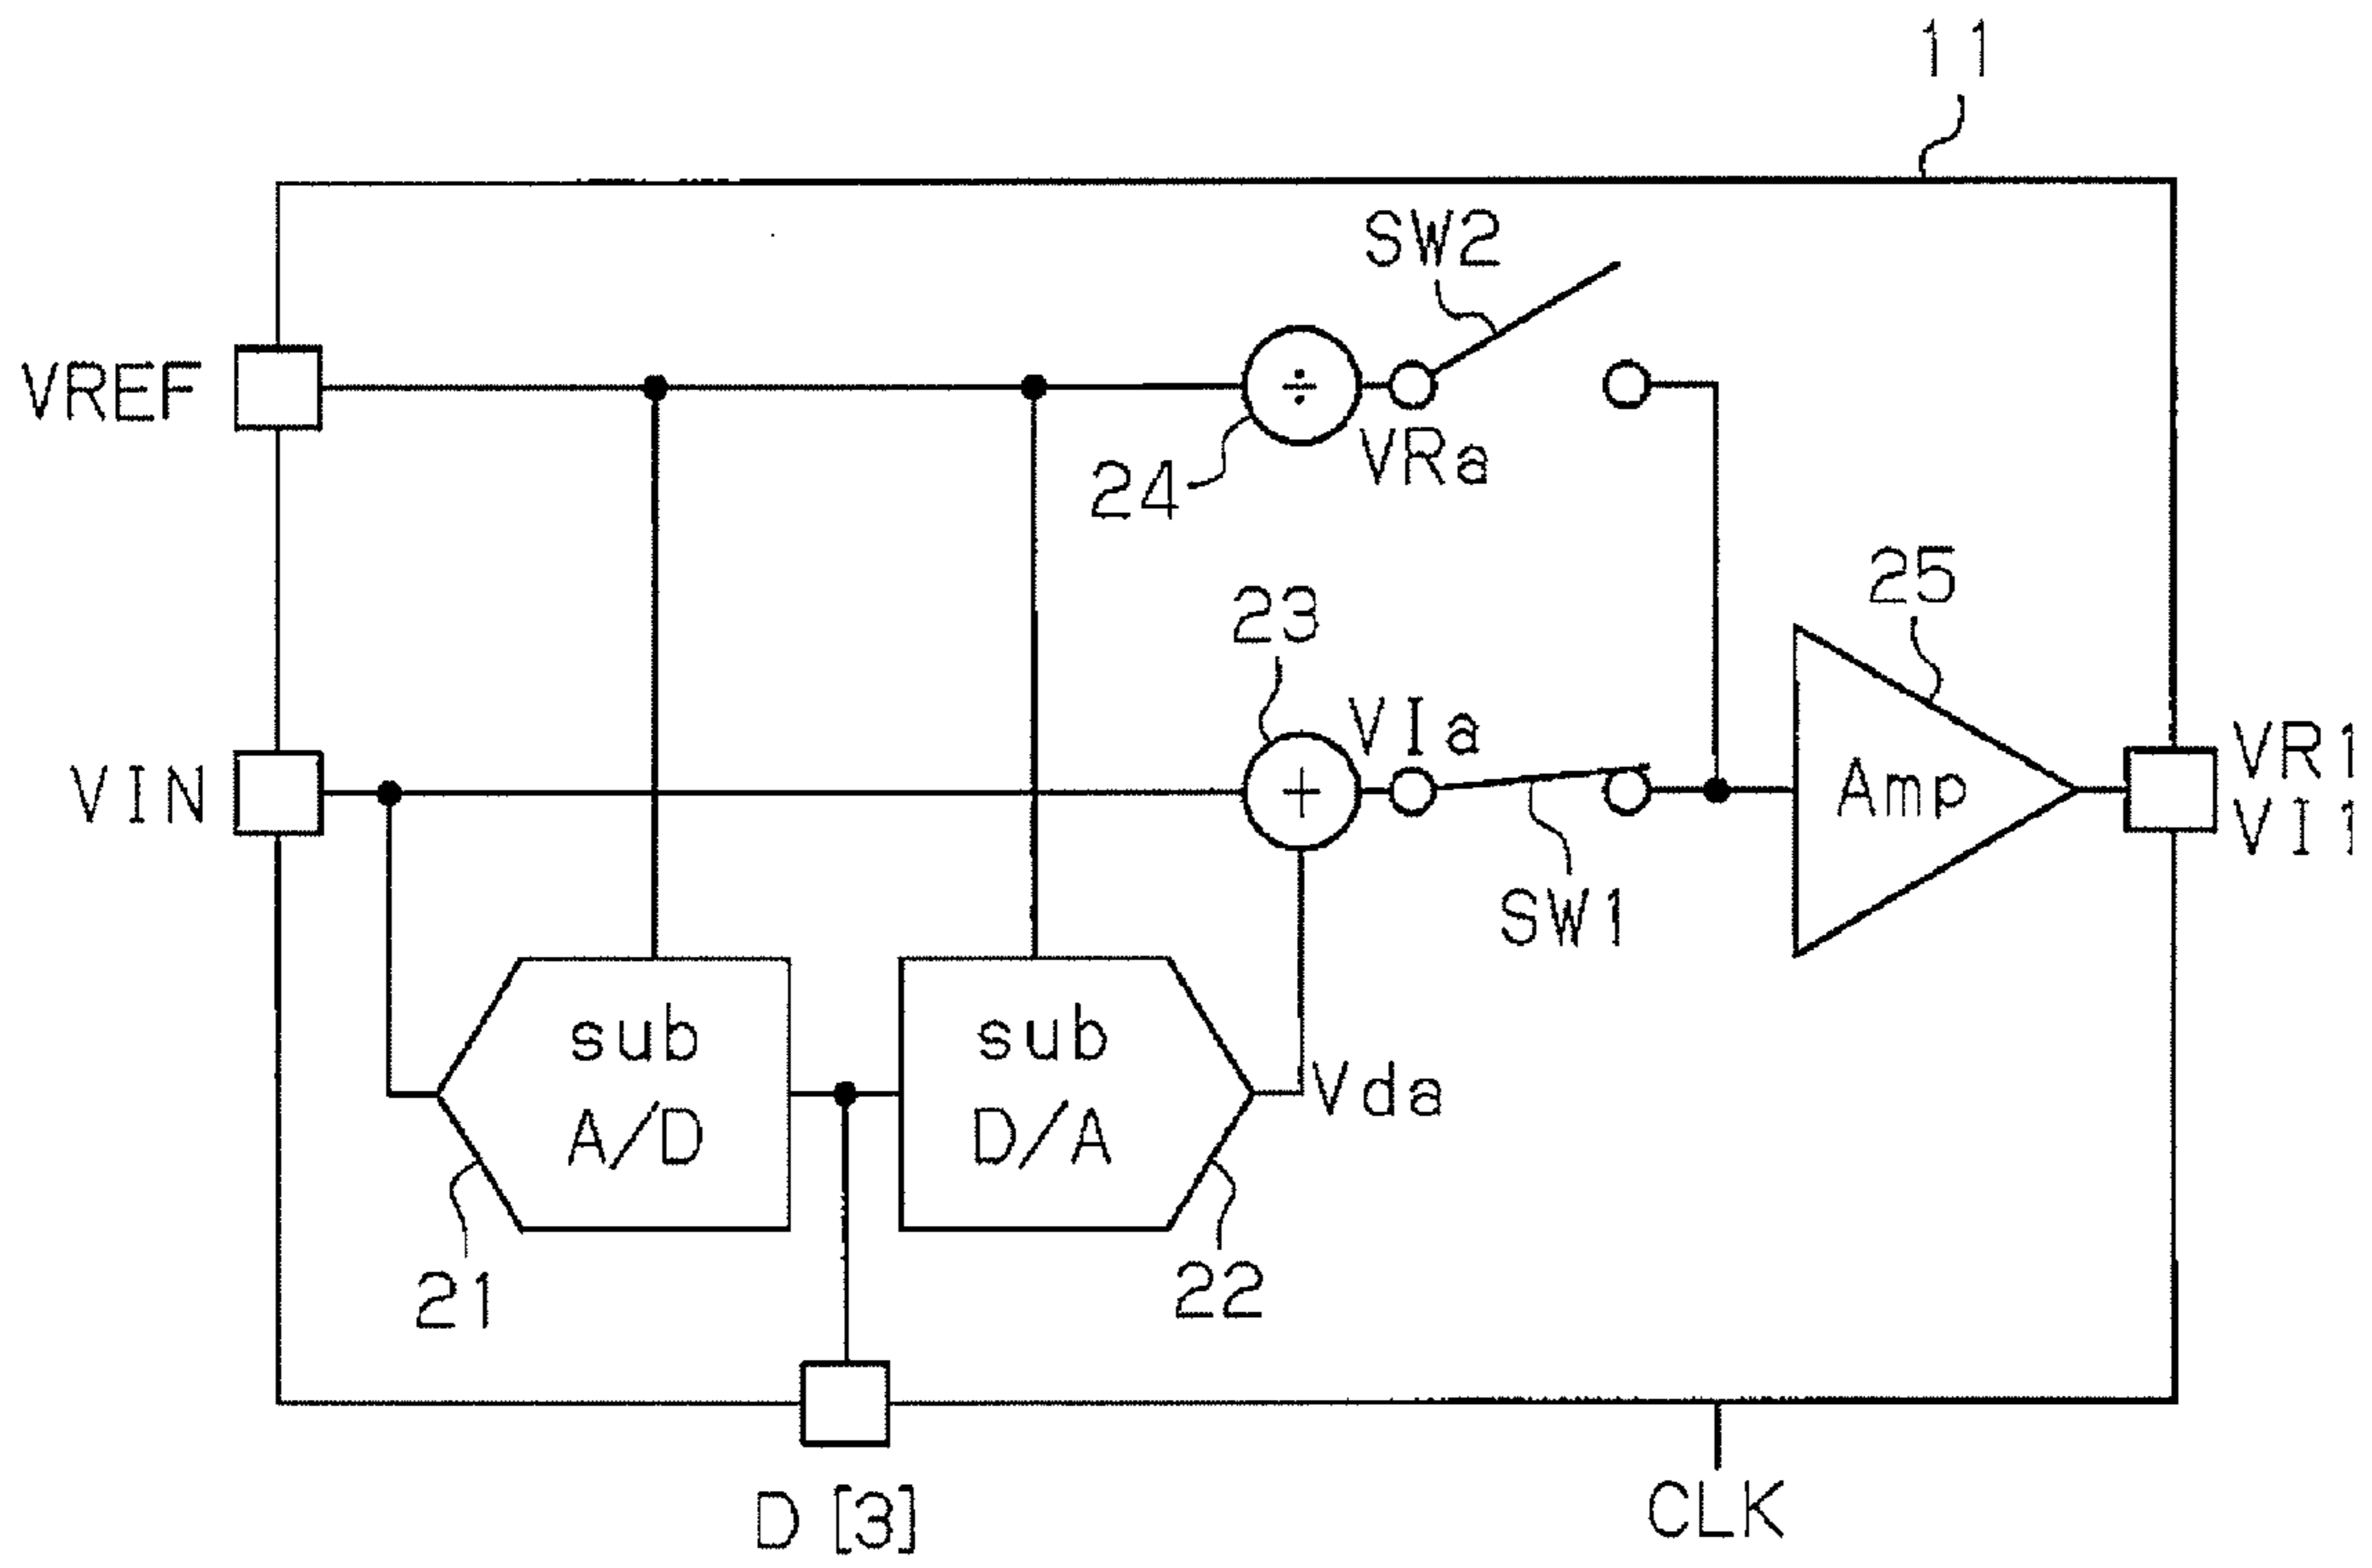 11
SW2
VREF
÷
VRa
24
25
23
VIa
VR1
VIN
+
Amp
VI1
SW1
sub
A/D
sub
D/A
Vda
21
22
D [3]
CLK